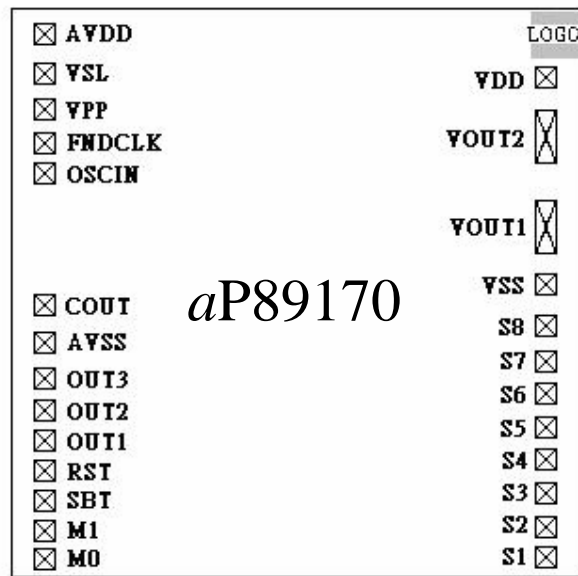 AVDD
VSL
VPP
FNDCLK
OSCIN
COUT
AVSS
OUT3
OUT2
OUT1
RST
SBT
M1
M0
aP89170
LOGO
VDD
VOUT2
VOUT1
VSS
S8
S7
S6
S5
S4
S3
S2
S1